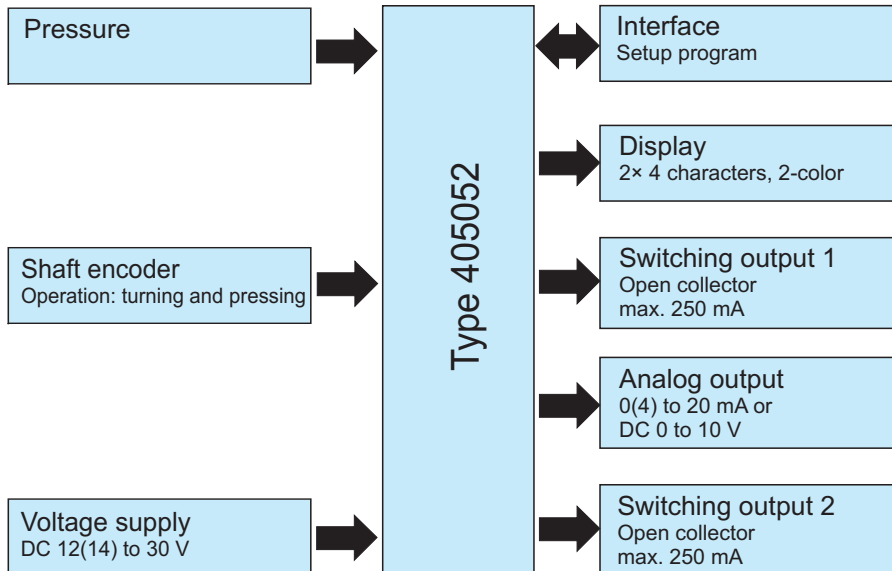 Pressure
Shaft encoder
Operation: turning and pressing
Voltage supply
DC 12(14) to 30 V
Type 405052
Interface
Setup program
Display
2× 4 characters, 2-color
Switching output 1
Open collector
max. 250 mA
Analog output
0(4) to 20 mA or
DC 0 to 10 V
Switching output 2
Open collector
max. 250 mA